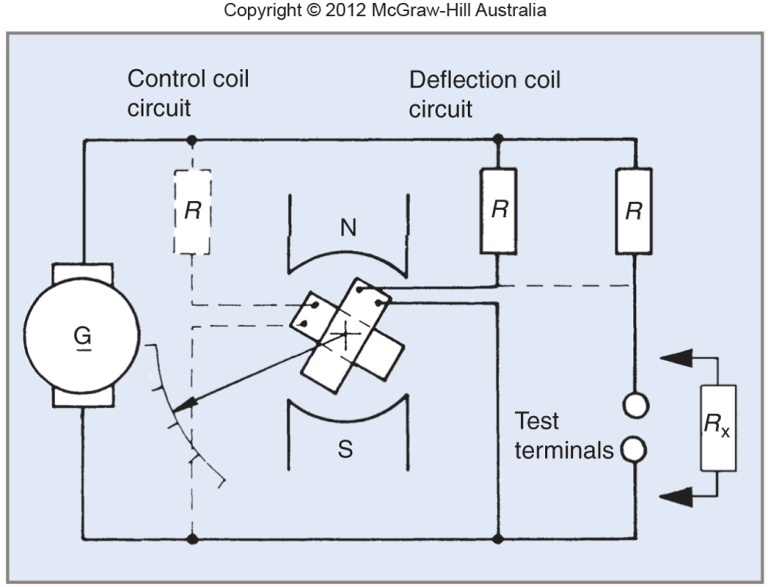 Copyright © 2012 McGraw-Hill Australia
Control coil
circuit
Deflection coil
circuit
R
N
R
R
G
S
Test
terminals
Rx